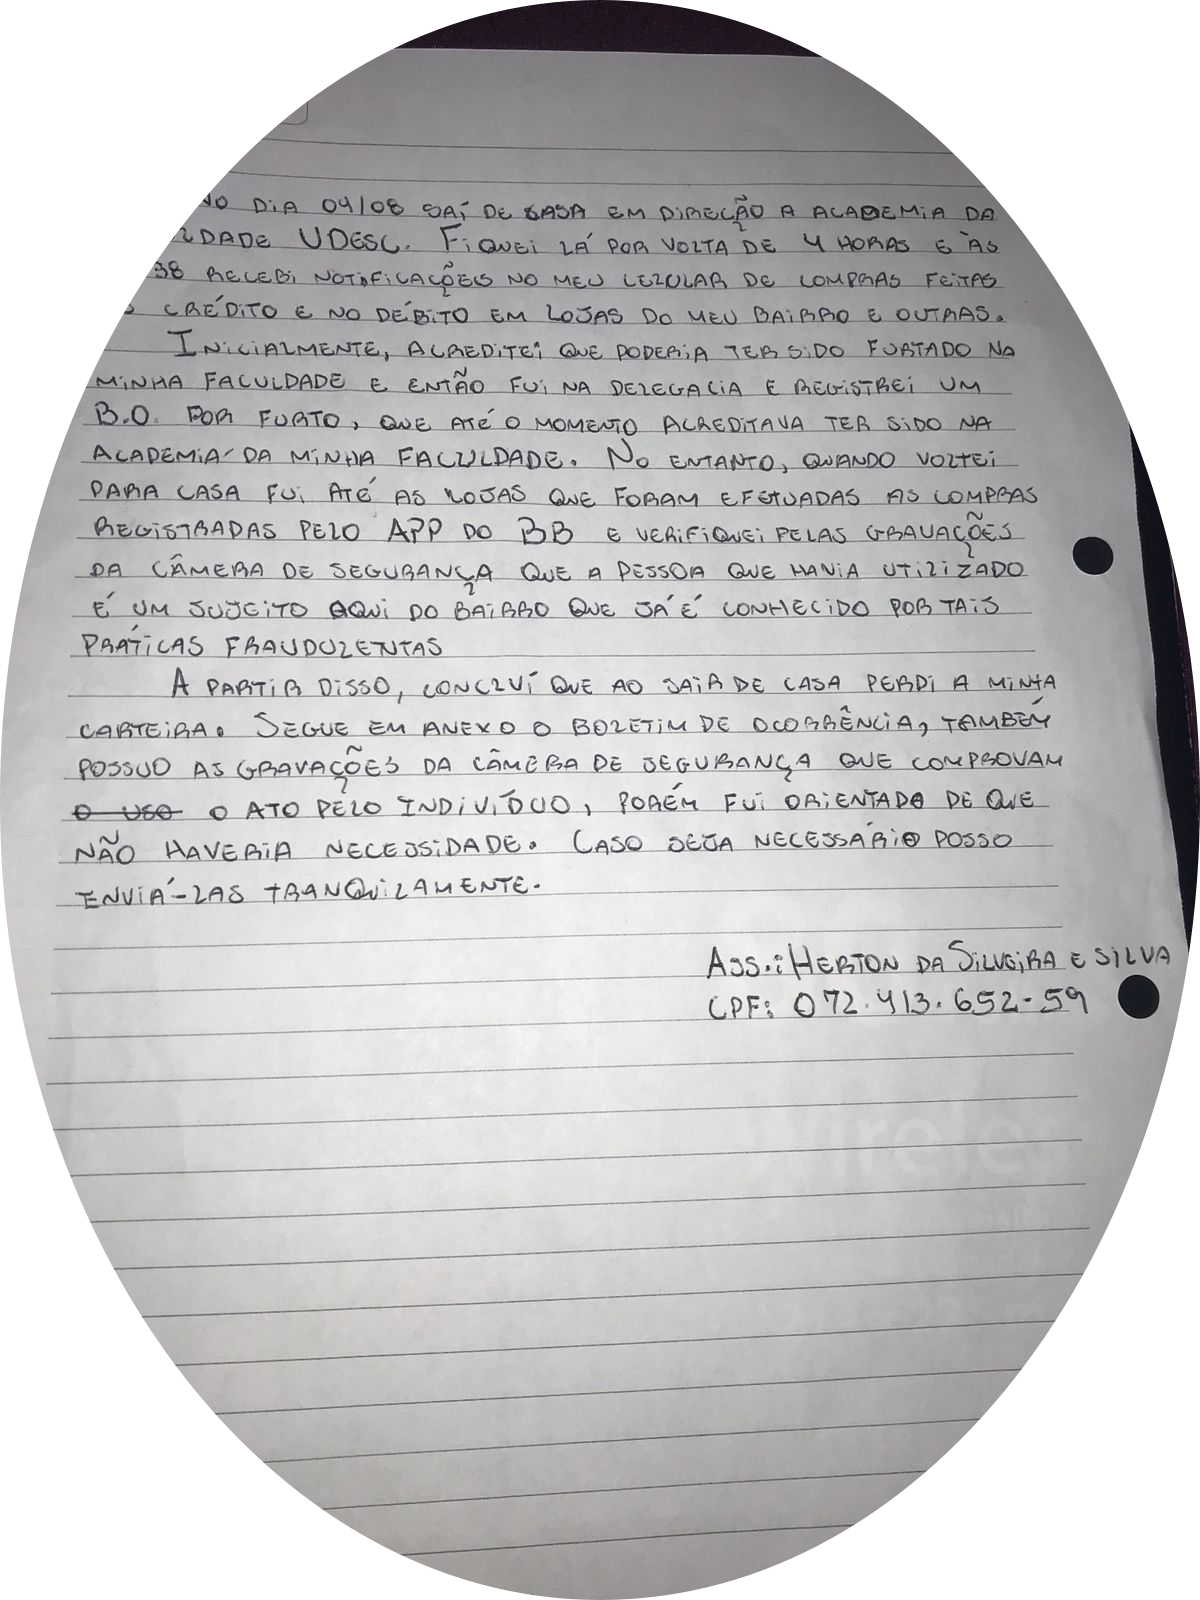 NO DIA 04/08 SAÍ DE CASA EM DIREÇÃO A ACADEMIA DA
LDADE UDESC. FIQUEI LÁ POR VOLTA DE 4 HORAS E ÀS
38 RECEBI NOTIFICAÇÕES NO MEU CELULAR DE COMPRAS FEITAS
CRÉDITO E NO DÉBITO EM LOJAS DO MEU BAIRRO E OUTRAS.
INICIALMENTE, ACREDITEI QUE PODERIA TER SIDO FURTADO NA
MINHA FACULDADE E ENTÃO FUI NA DELEGACIA E REGISTREI UM
B.O. POR FURTO, QUE ATÉ O MOMENTO ACREDITAVA TER SIDO NA
ACADEMIA DA MINHA FACULDADE. NO ENTANTO, QUANDO VOLTEI
PARA CASA FUI ATÉ AS LOJAS QUE FORAM EFETUADAS AS COMPRAS
REGISTRADAS PELO APP DO BB E VERIFIQUEI PELAS GRAVAÇÕES
DA CÂMERA DE SEGURANÇA QUE A PESSOA QUE HAVIA UTILIZADO
É UM SUJEITO AQUI DO BAIRRO QUE JÁ É CONHECIDO POR TAIS
PRÁTICAS FRAUDULENTAS
A PARTIR DISSO, CONCLUÍ QUE AO SAIR DE CASA PERDI A MINHA
CARTEIRA. SEGUE EM ANEXO O BOLETIM DE OCORRÊNCIA, TAMBÉM
POSSUO AS GRAVAÇÕES DA CÂMERA DE SEGURANÇA QUE COMPROVAM
O USO O ATO PELO INDIVÍDUO, PORÉM FUI ORIENTADO DE QUE
NÃO HAVERIA NECESSIDADE. CASO SEJA NECESSÁRIO POSSO
ENVIÁ-LAS TRANQUILAMENTE.
ASS.: HERTON DA SILVEIRA E SILVA
CPF: 072.413.652-59